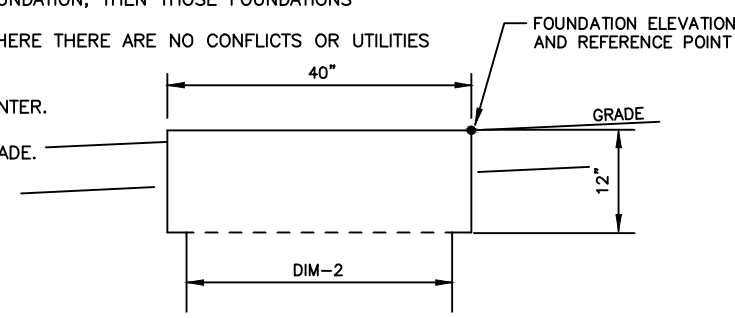 UNDATION, THEN THOSE FOUNDATIONS
HERE THERE ARE NO CONFLICTS OR UTILITIES
NTER.
ADE.
FOUNDATION ELEVATION
AND REFERENCE POINT
40"
GRADE
12"
DIM-2